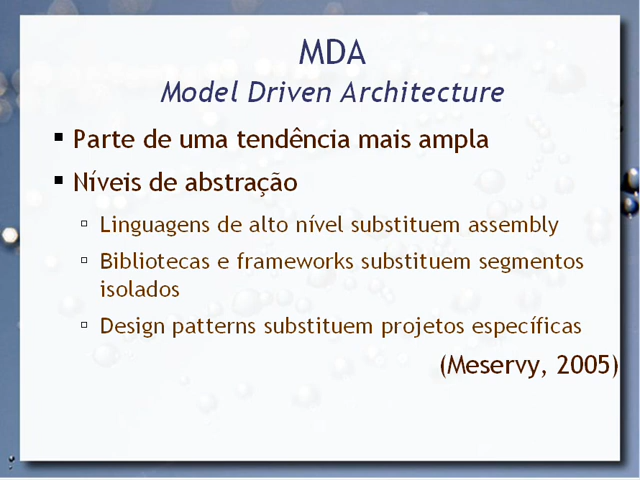 MDA
Model Driven Architecture
Parte de uma tendência mais ampla
Níveis de abstração
Linguagens de alto nível substituem assembly
Bibliotecas e frameworks substituem segmentos
isolados
Design patterns substituem projetos específicas
(Meservy, 2005)